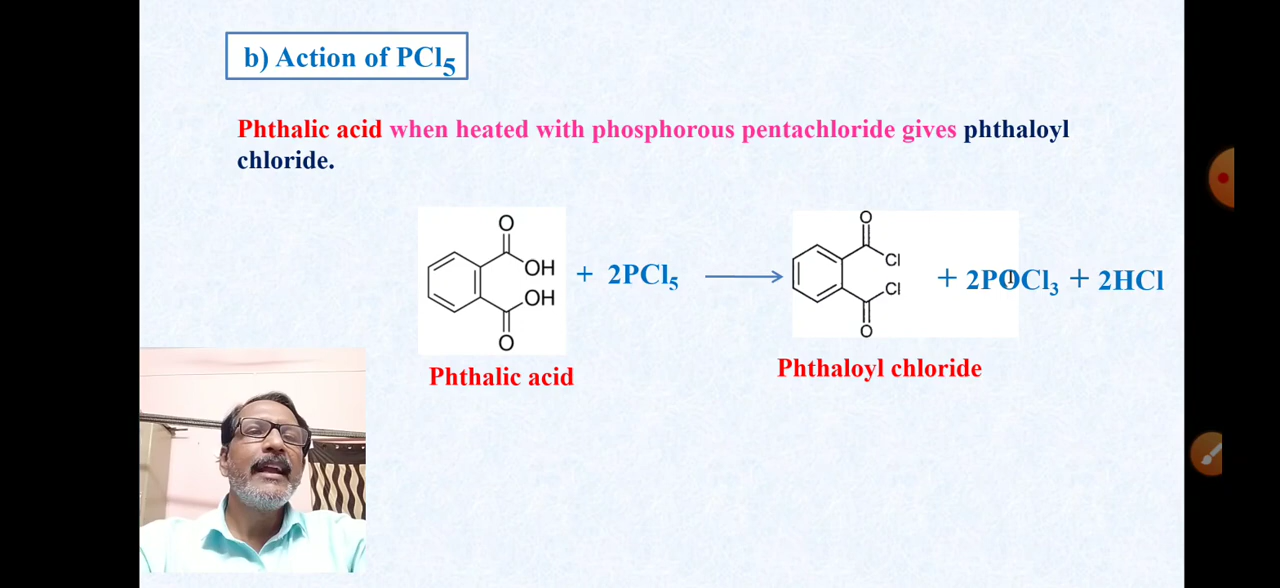 b) Action of PCl5
Phthalic acid when heated with phosphorous pentachloride gives phthaloyl
chloride.
O
OH
OH
O
+ 2PCl5
O
Cl
Cl
O
+ 2POCl3 + 2HCl
Phthalic acid
Phthaloyl chloride